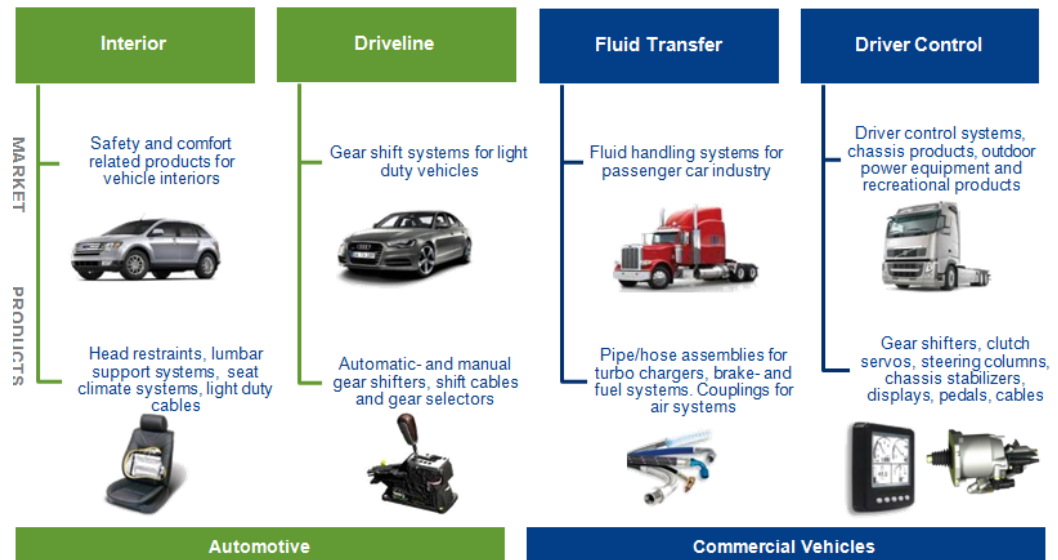 Interior
Driveline
Fluid Transfer
Driver Control
MARKET
Safety and comfort
related products for
vehicle interiors
Gear shift systems for light
duty vehicles
Fluid handling systems for
passenger car industry
Driver control systems,
chassis products, outdoor
power equipment and
recreational products
PRODUCTS
Head restraints, lumbar
support systems, seat
climate systems, light duty
cables
Automatic- and manual
gear shifters, shift cables
and gear selectors
Pipe/hose assemblies for
turbo chargers, brake- and
fuel systems. Couplings for
air systems
Gear shifters, clutch
servos, steering columns,
chassis stabilizers,
displays, pedals, cables
Automotive
Commercial Vehicles